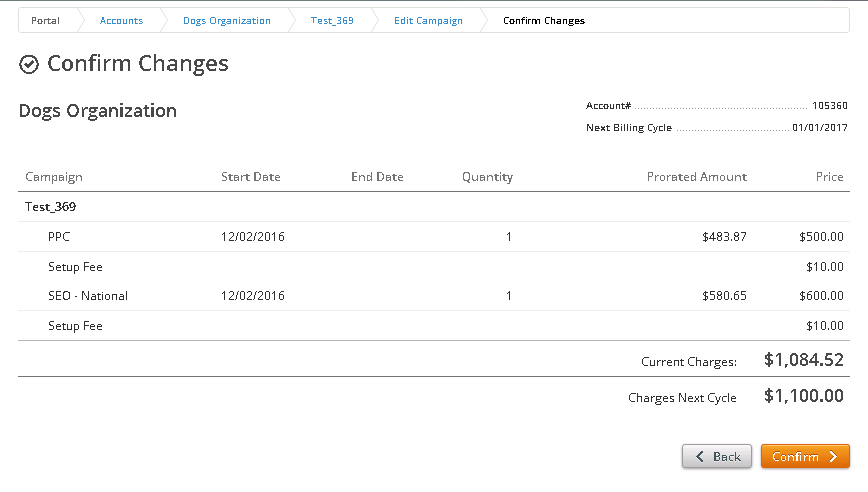 Portal Accounts Dogs Organization Test_369 Edit Campaign Confirm Changes
Confirm Changes
Dogs Organization
Account# 105360
Next Billing Cycle 01/01/2017
Campaign Start Date End Date Quantity Prorated Amount Price
Test_369
PPC 12/02/2016 1 $483.87 $500.00
Setup Fee $10.00
SEO - National 12/02/2016 1 $580.65 $600.00
Setup Fee $10.00
Current Charges: $1,084.52
Charges Next Cycle $1,100.00
Back Confirm